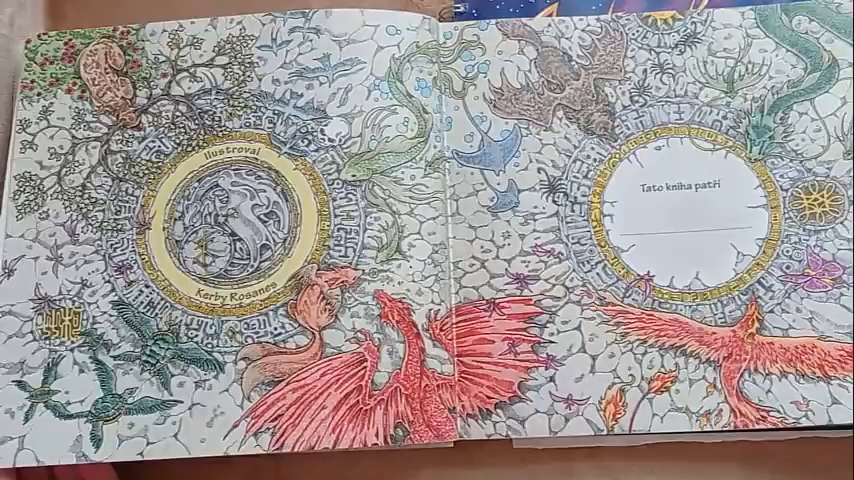 Ilustroval
Kerby Rosanes
Tato kniha patří